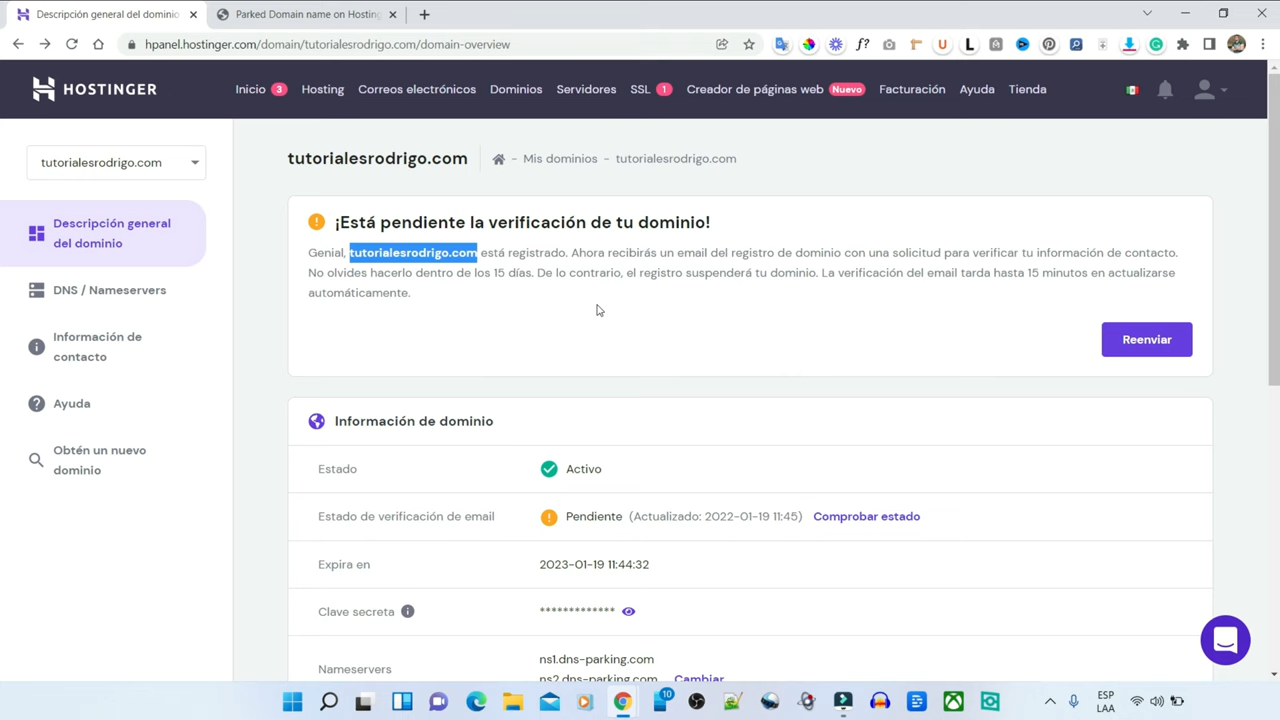 Descripción general del dominio
Parked Domain name on Hosting
hpanel.hostinger.com/domain/tutorialesrodrigo.com/domain-overview
HOSTINGER
Inicio 3 Hosting Correos electrónicos Dominios Servidores SSL 1 Creador de páginas web Nuevo Facturación Ayuda Tienda
tutorialesrodrigo.com
tutorialesrodrigo.com - Mis dominios - tutorialesrodrigo.com
Descripción general
del dominio
DNS / Nameservers
Información de
contacto
Ayuda
Obtén un nuevo
dominio
¡Está pendiente la verificación de tu dominio!
Genial, tutorialesrodrigo.com está registrado. Ahora recibirás un email del registro de dominio con una solicitud para verificar tu información de contacto.
No olvides hacerlo dentro de los 15 días. De lo contrario, el registro suspenderá tu dominio. La verificación del email tarda hasta 15 minutos en actualizarse
automáticamente.
Reenviar
Información de dominio
Estado Activo
Estado de verificación de email Pendiente (Actualizado: 2022-01-19 11:45) Comprobar estado
Expira en 2023-01-19 11:44:32
Clave secreta *************
Nameservers ns1.dns-parking.com
ns2.dns-parking.com Cambiar
10
ESP
LAA